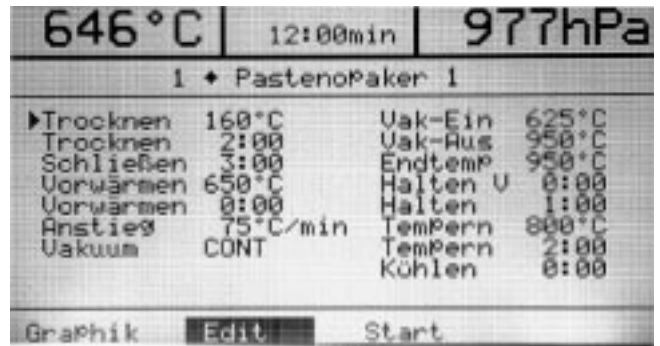 646°C 12:00min 977hPa
1 ♦ Pastenopaker 1
▶Trocknen 160°C Vak-Ein 625°C
Trocknen 2:00 Vak-Aus 950°C
Schließen 3:00 Endtemp 950°C
Vorwärmen 650°C Halten V 0:00
Vorwärmen 0:00 Halten 1:00
Anstieg 75°C/min Tempern 800°C
Vakuum CONT Tempern 2:00
Kühlen 0:00
Graphik Edit Start